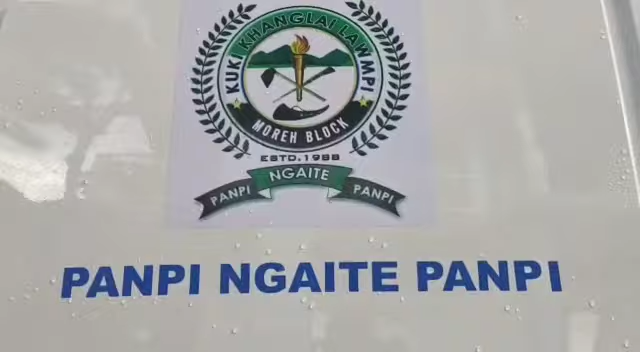 KUKI KHANGLAI LAWMPI
MOREH BLOCK
ESTD.1988
PANPI NGAITE PANPI
PANPI NGAITE PANPI